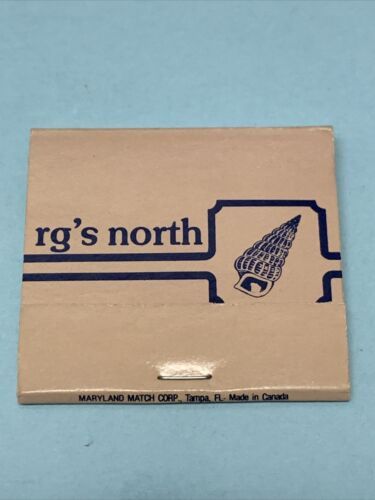 rg's north
MARYLAND MATCH CORP., Tampa, FL- Made in Canada